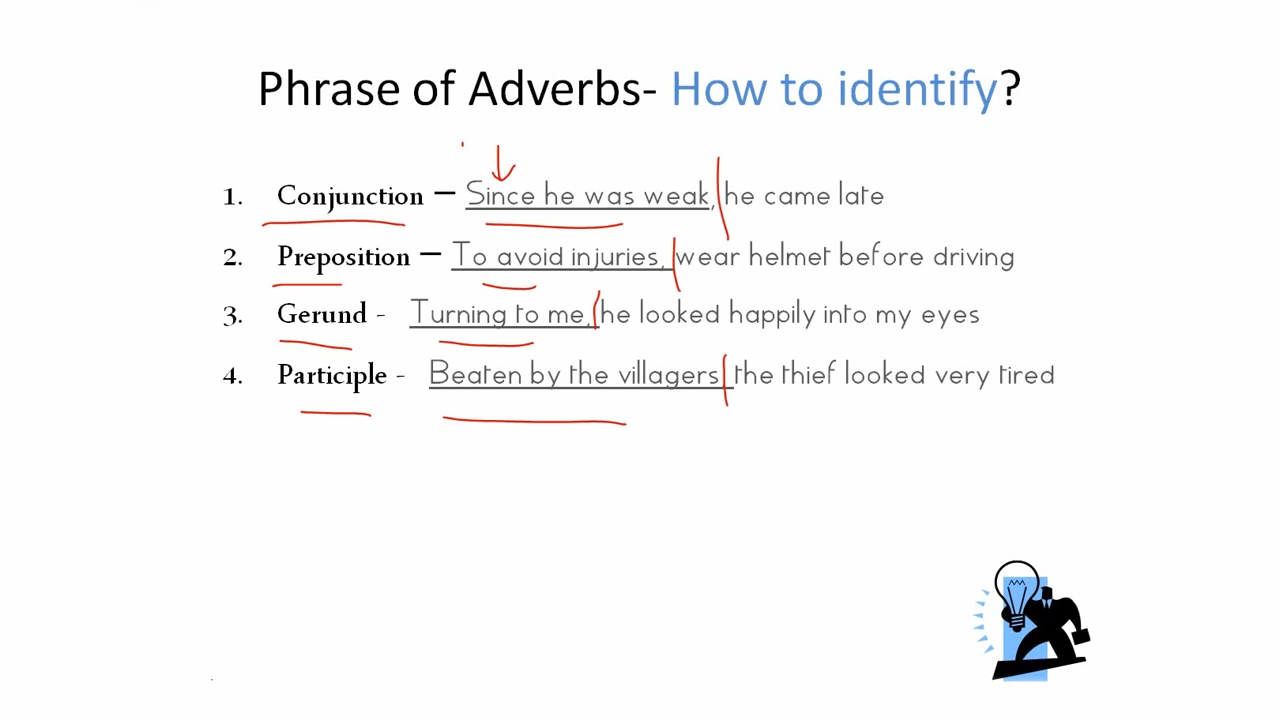 Phrase of Adverbs- How to identify?
1. Conjunction – Since he was weak, he came late
2. Preposition – To avoid injuries, wear helmet before driving
3. Gerund - Turning to me, he looked happily into my eyes
4. Participle - Beaten by the villagers, the thief looked very tired